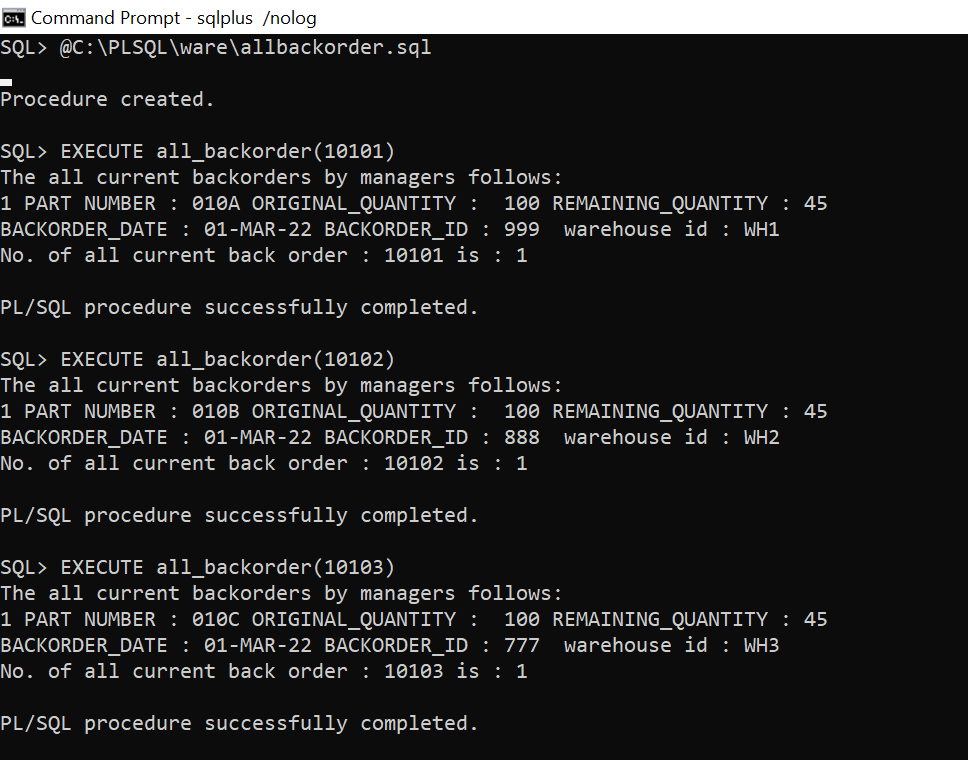 Command Prompt - sqlplus /nolog
SQL> @C:\PLSQL\ware\allbackorder.sql
Procedure created.
SQL> EXECUTE all_backorder(10101)
The all current backorders by managers follows:
1 PART NUMBER : 010A ORIGINAL_QUANTITY :  100 REMAINING_QUANTITY : 45
BACKORDER_DATE : 01-MAR-22 BACKORDER_ID : 999  warehouse id : WH1
No. of all current back order : 10101 is : 1
PL/SQL procedure successfully completed.
SQL> EXECUTE all_backorder(10102)
The all current backorders by managers follows:
1 PART NUMBER : 010B ORIGINAL_QUANTITY :  100 REMAINING_QUANTITY : 45
BACKORDER_DATE : 01-MAR-22 BACKORDER_ID : 888  warehouse id : WH2
No. of all current back order : 10102 is : 1
PL/SQL procedure successfully completed.
SQL> EXECUTE all_backorder(10103)
The all current backorders by managers follows:
1 PART NUMBER : 010C ORIGINAL_QUANTITY :  100 REMAINING_QUANTITY : 45
BACKORDER_DATE : 01-MAR-22 BACKORDER_ID : 777  warehouse id : WH3
No. of all current back order : 10103 is : 1
PL/SQL procedure successfully completed.